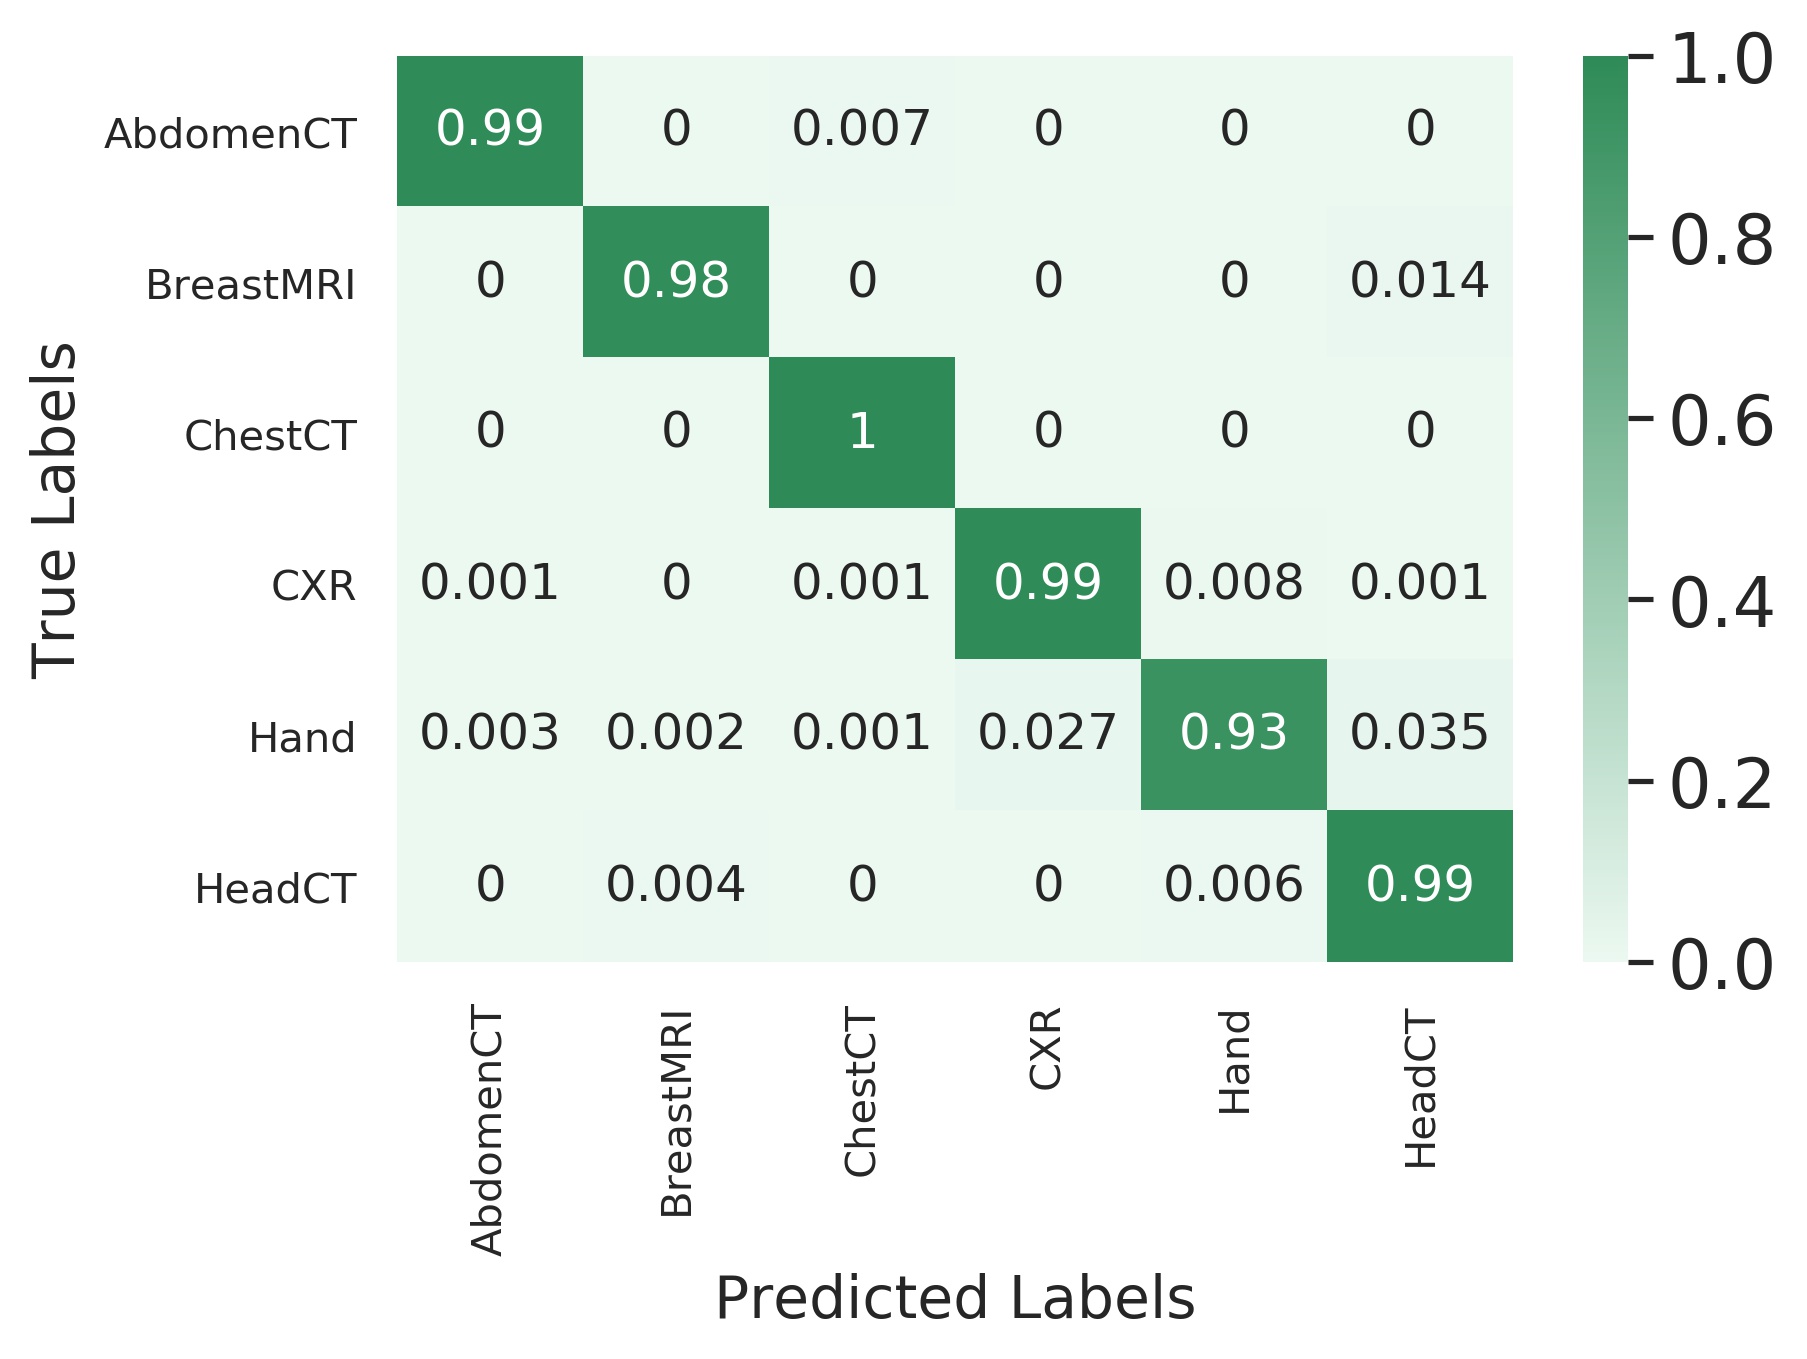 AbdomenCT 0.99 0 0.007 0 0 0
BreastMRI 0 0.98 0 0 0 0.014
ChestCT 0 0 1 0 0 0
CXR 0.001 0 0.001 0.99 0.008 0.001
Hand 0.003 0.002 0.001 0.027 0.93 0.035
HeadCT 0 0.004 0 0 0.006 0.99
True Labels
AbdomenCT
BreastMRI
ChestCT
CXR
Hand
HeadCT
Predicted Labels
1.0
0.8
0.6
0.4
0.2
0.0